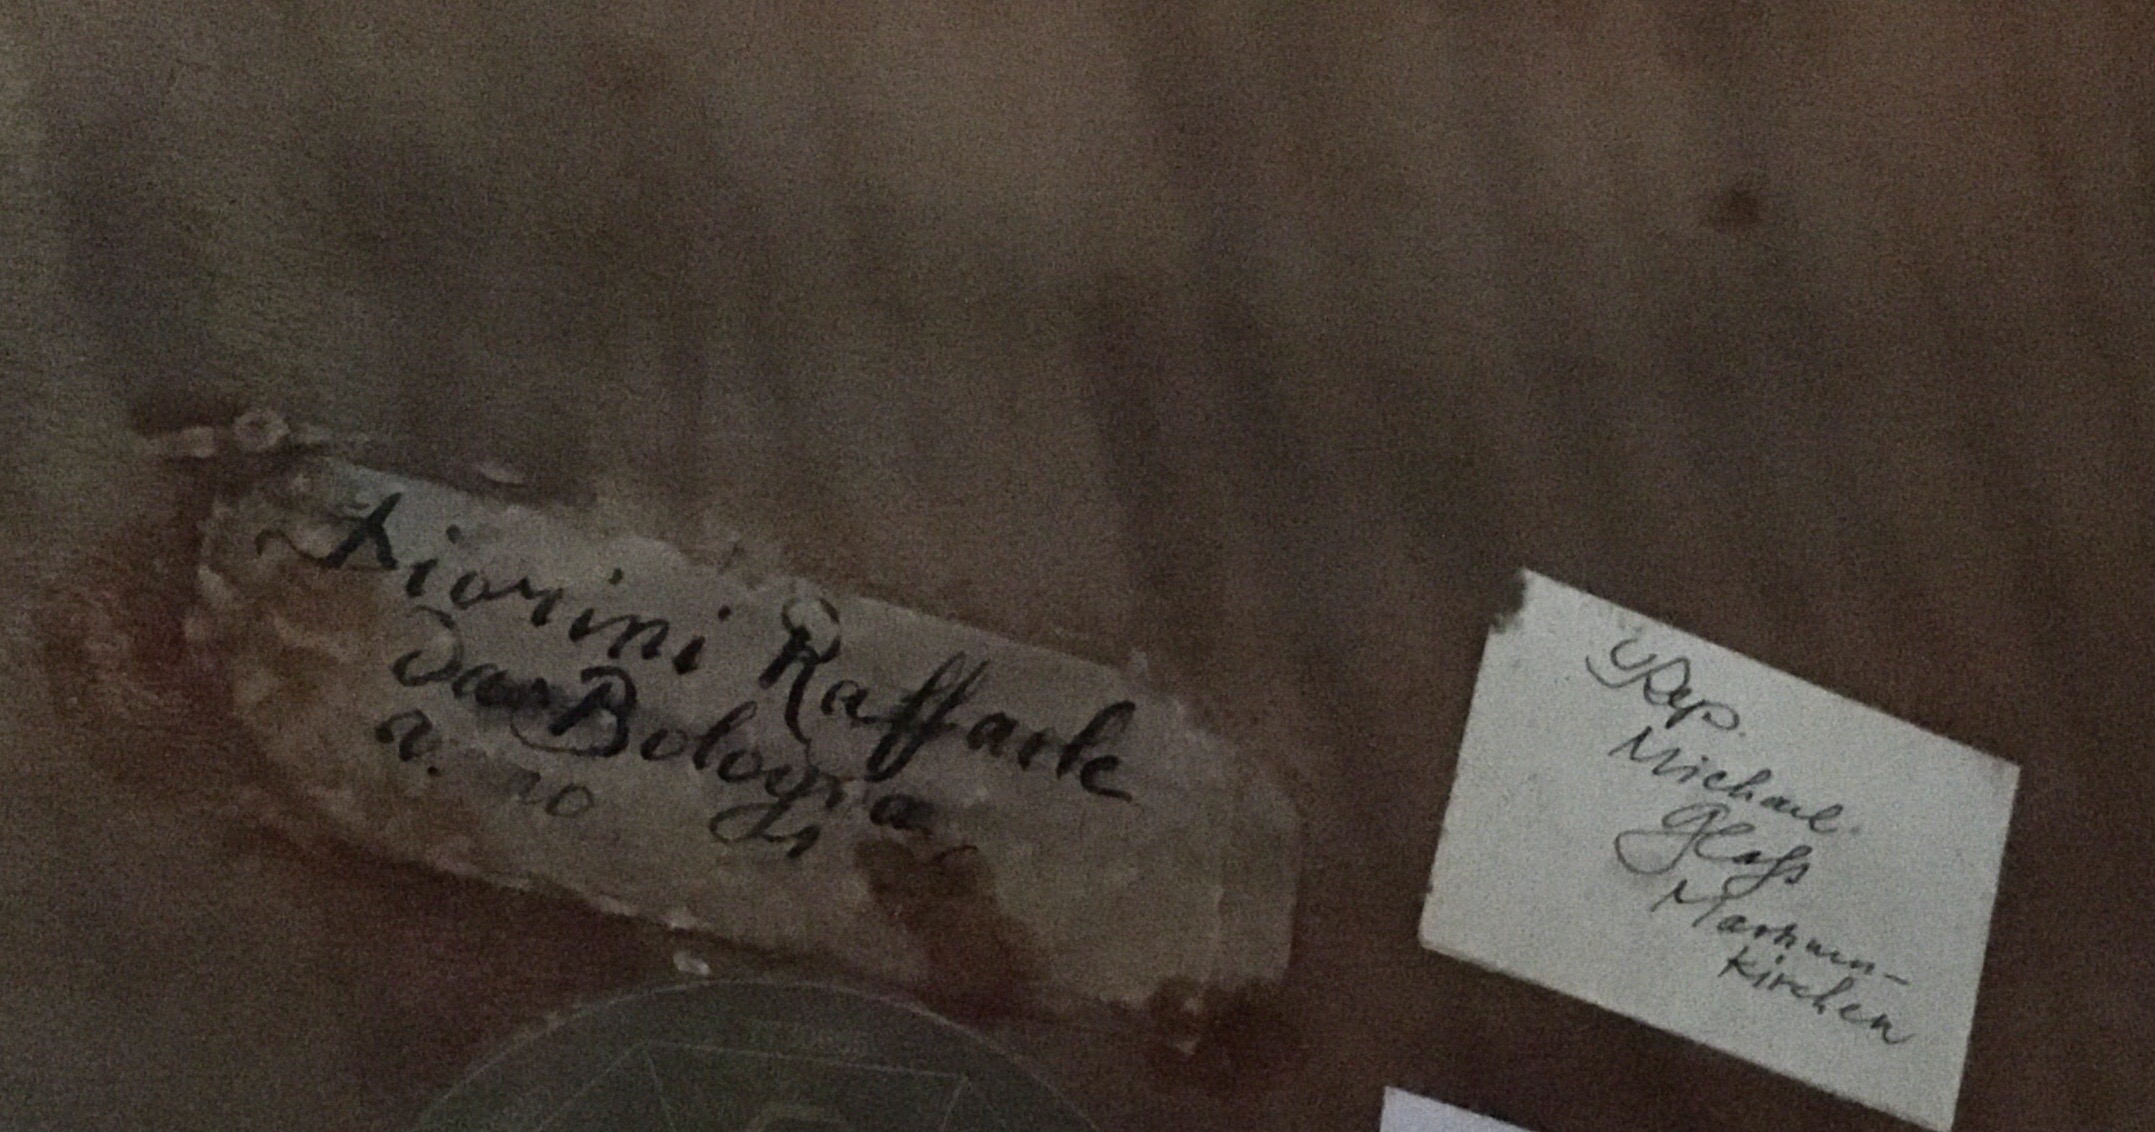 Fiorini Raffaele
Da Bologna
a.
Rep.
Michael
Glass
Markneu-
kirchen